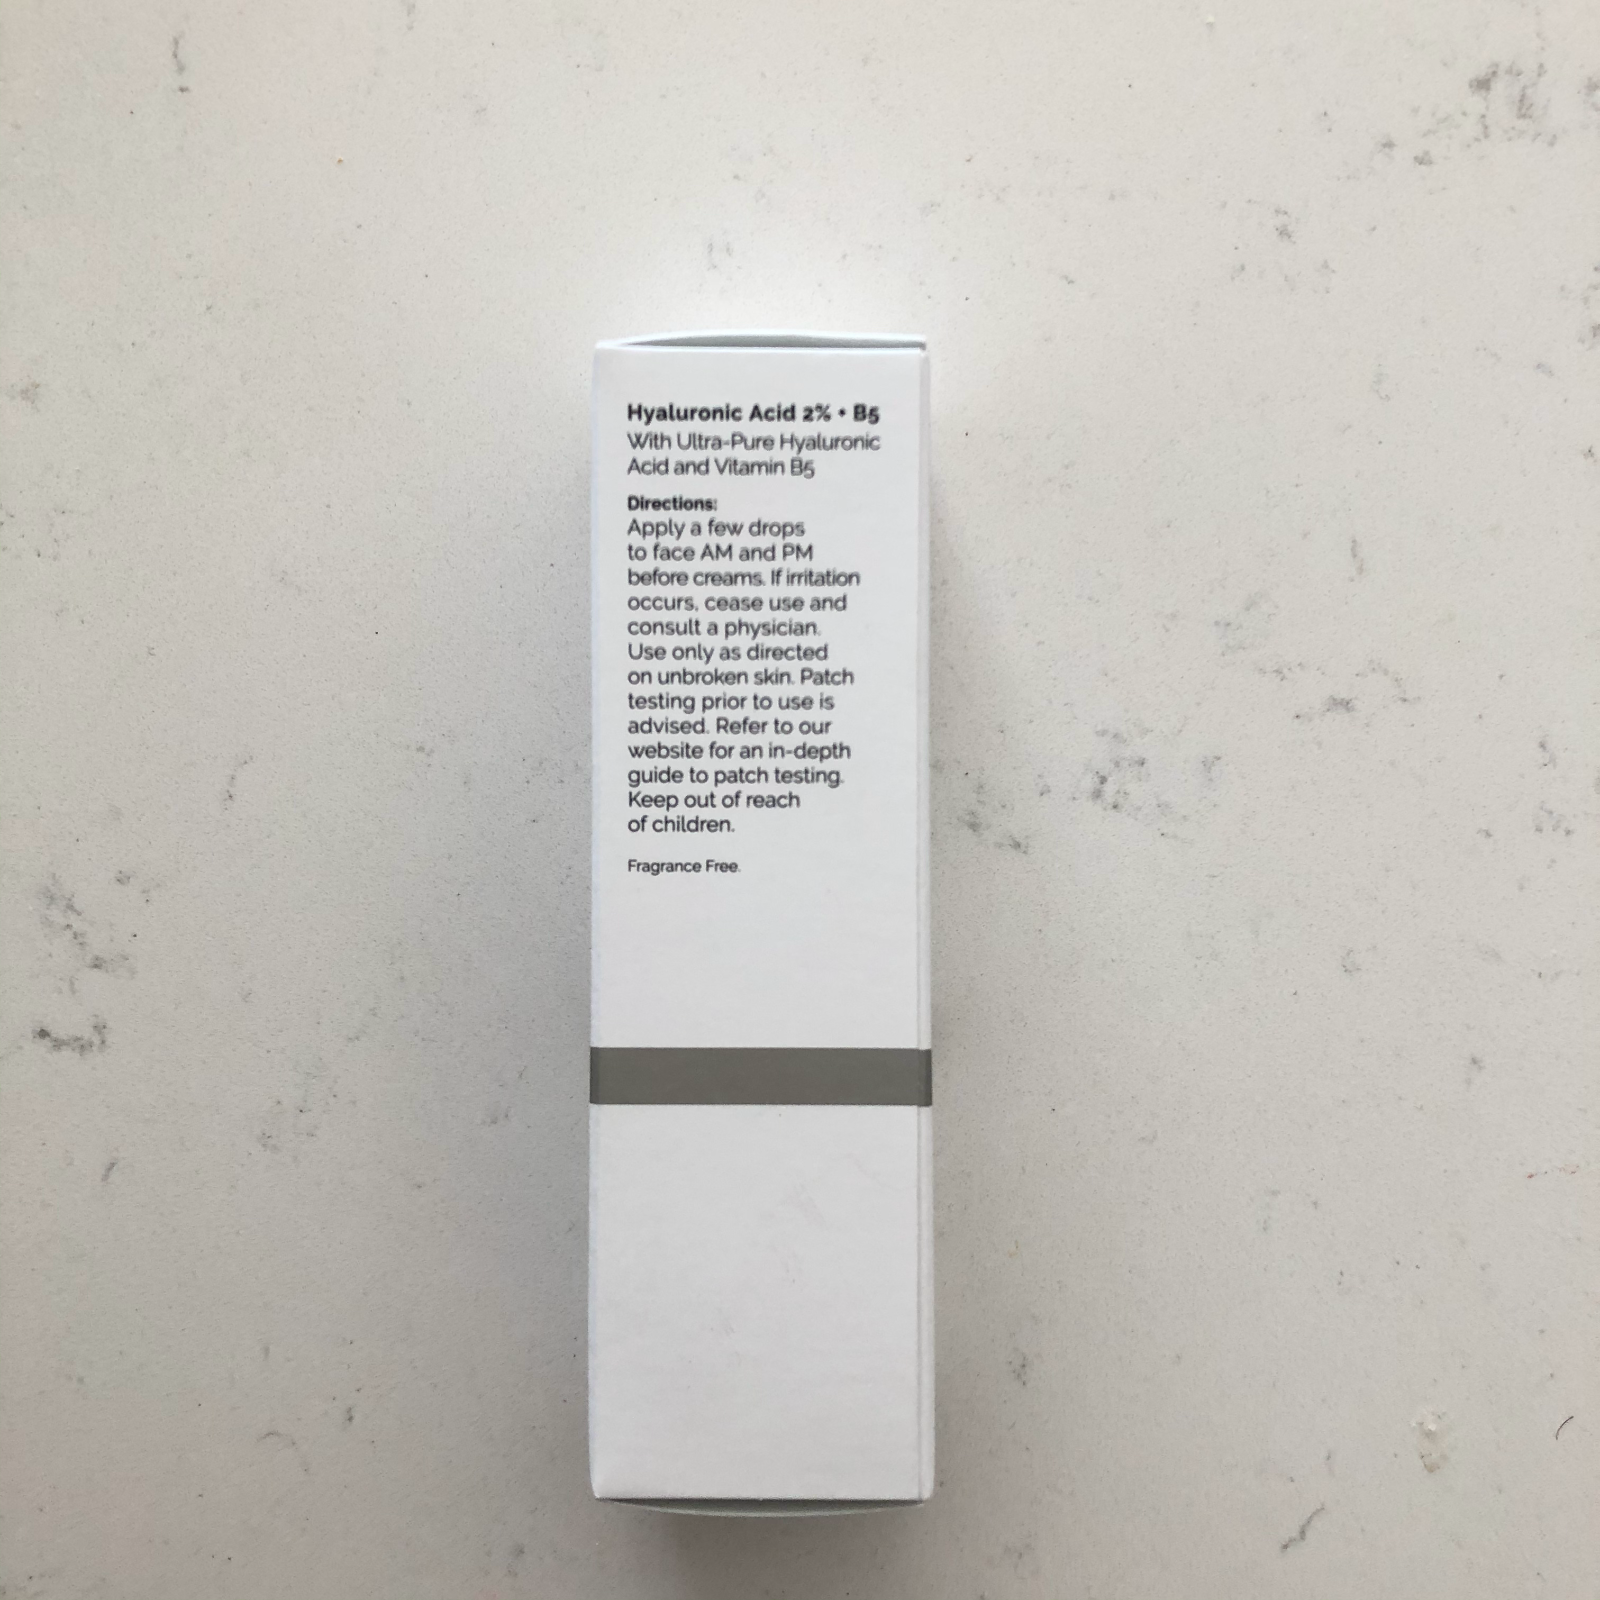 Hyaluronic Acid 2% + B5
With Ultra-Pure Hyaluronic
Acid and Vitamin B5
Directions:
Apply a few drops
to face AM and PM
before creams. If irritation
occurs, cease use and
consult a physician.
Use only as directed
on unbroken skin. Patch
testing prior to use is
advised. Refer to our
website for an in-depth
guide to patch testing.
Keep out of reach
of children.
Fragrance Free.